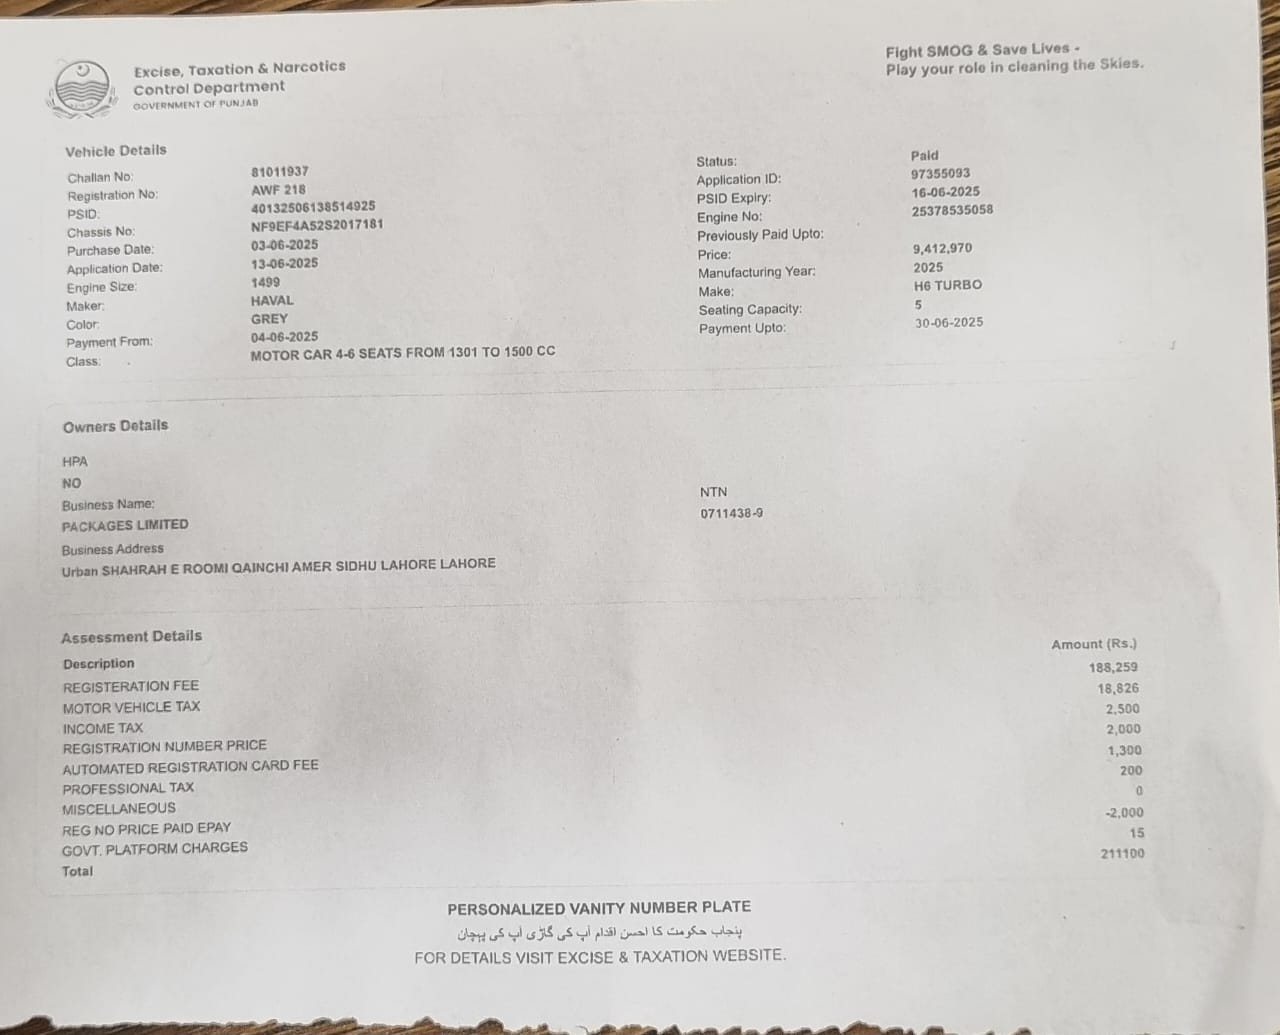 Excise, Taxation & Narcotics
Control Department
GOVERNMENT OF PUNJAB
Fight SMOG & Save Lives -
Play your role in cleaning the Skies.
Vehicle Details
Challan No: 81011937
Registration No: AWF 218
PSID: 40132506138514925
Chassis No: NF9EF4A52S2017181
Purchase Date: 03-06-2025
Application Date: 13-06-2025
Engine Size: 1499
Maker: HAVAL
Color: GREY
Payment From: 04-06-2025
Class: MOTOR CAR 4-6 SEATS FROM 1301 TO 1500 CC
Status: Paid
Application ID: 97355093
PSID Expiry: 16-06-2025
Engine No: 25378535058
Previously Paid Upto:
Price: 9,412,970
Manufacturing Year: 2025
Make: H6 TURBO
Seating Capacity: 5
Payment Upto: 30-06-2025
Owners Details
HPA
NO
Business Name:
PACKAGES LIMITED
NTN
0711438-9
Business Address
Urban SHAHRAH E ROOMI QAINCHI AMER SIDHU LAHORE LAHORE
Assessment Details
Description Amount (Rs.)
REGISTERATION FEE 188,259
MOTOR VEHICLE TAX 18,826
INCOME TAX 2,500
REGISTRATION NUMBER PRICE 2,000
AUTOMATED REGISTRATION CARD FEE 1,300
PROFESSIONAL TAX 200
MISCELLANEOUS 0
REG NO PRICE PAID EPAY -2,000
GOVT. PLATFORM CHARGES 15
Total 211100
PERSONALIZED VANITY NUMBER PLATE
پنجاب حکومت کا احسن اقدام آپ کی گاڑی آپ کی پہچان
FOR DETAILS VISIT EXCISE & TAXATION WEBSITE.